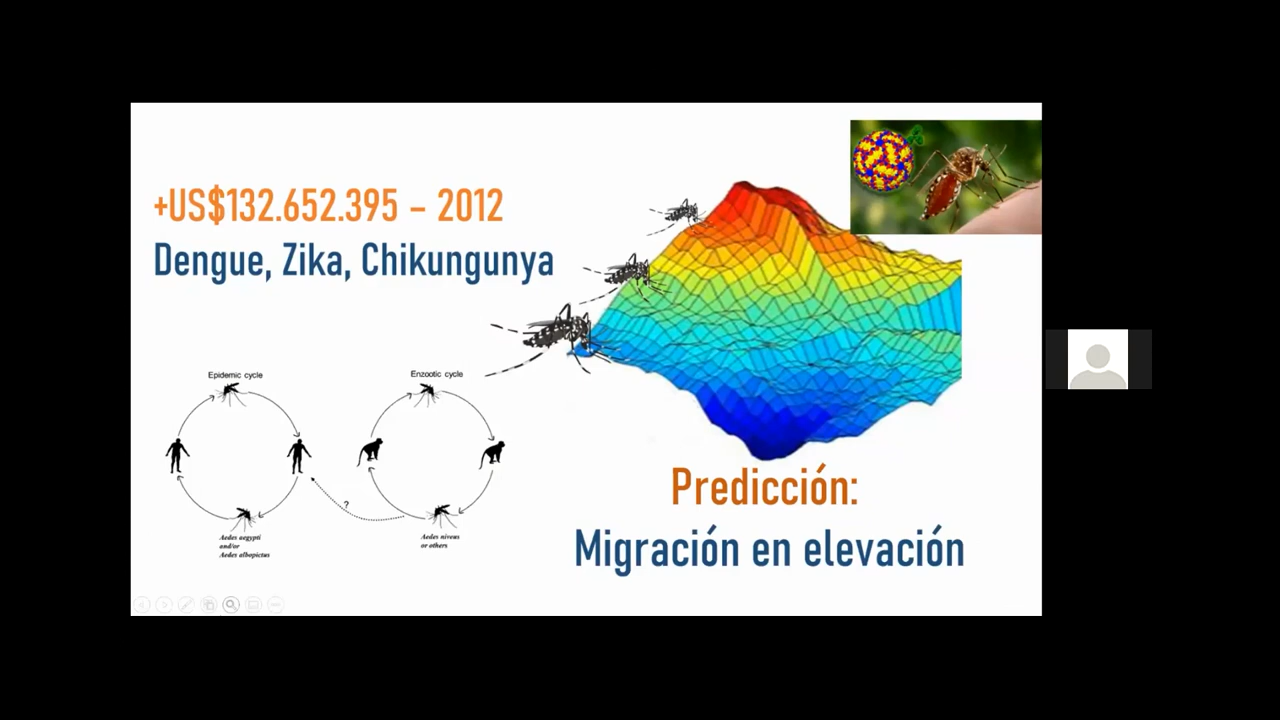 +US$132.652.395 – 2012
Dengue, Zika, Chikungunya
Epidemic cycle
Enzootic cycle
?
Aedes aegypti
and/or
Aedes albopictus
Aedes niveus
or others
Predicción:
Migración en elevación